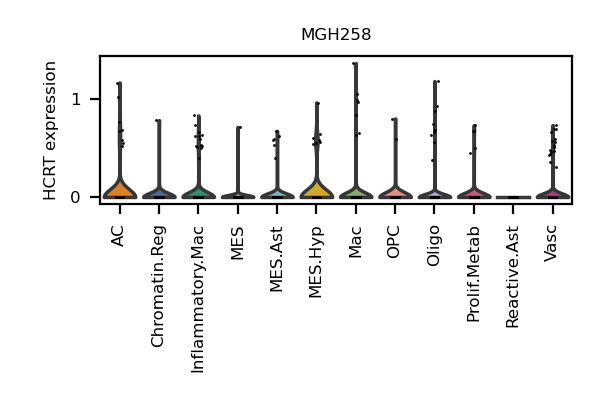 MGH258
HCRT expression
1
0
AC
Chromatin.Reg
Inflammatory.Mac
MES
MES.Ast
MES.Hyp
Mac
OPC
Oligo
Prolif.Metab
Reactive.Ast
Vasc